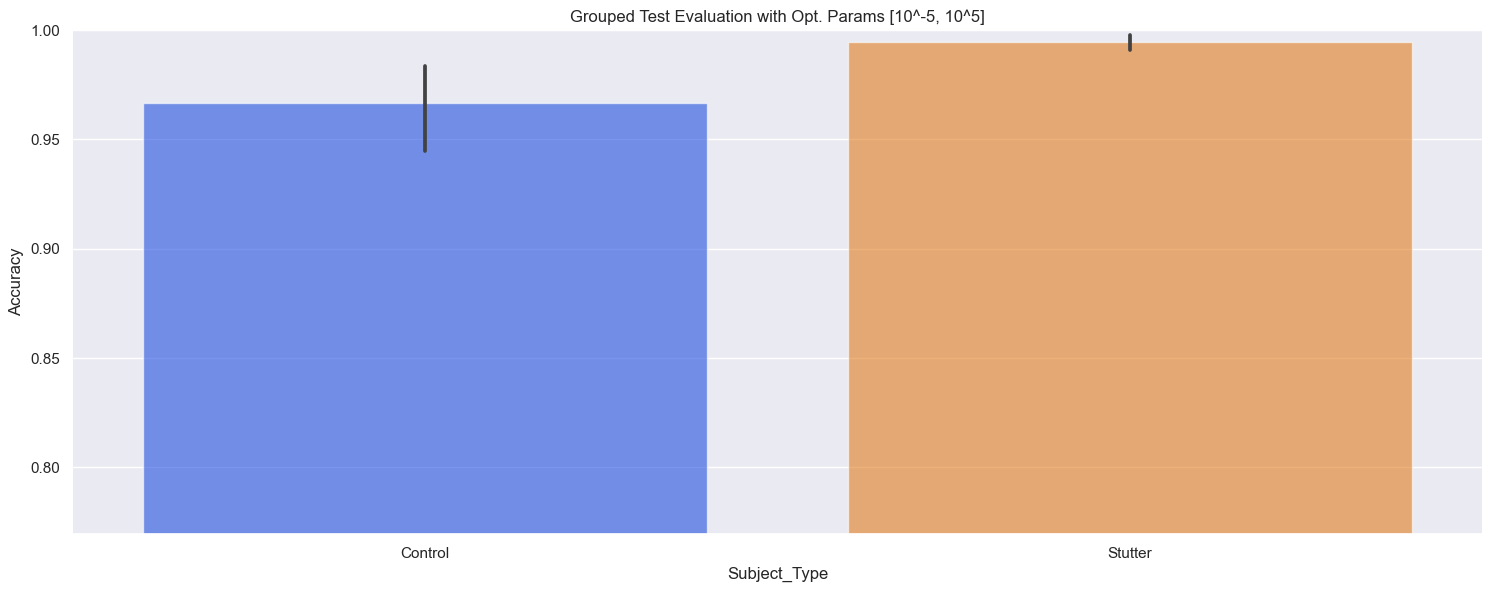 Grouped Test Evaluation with Opt. Params [10^-5, 10^5]
1.00
0.95
0.90
0.85
0.80
Accuracy
Control
Stutter
Subject_Type